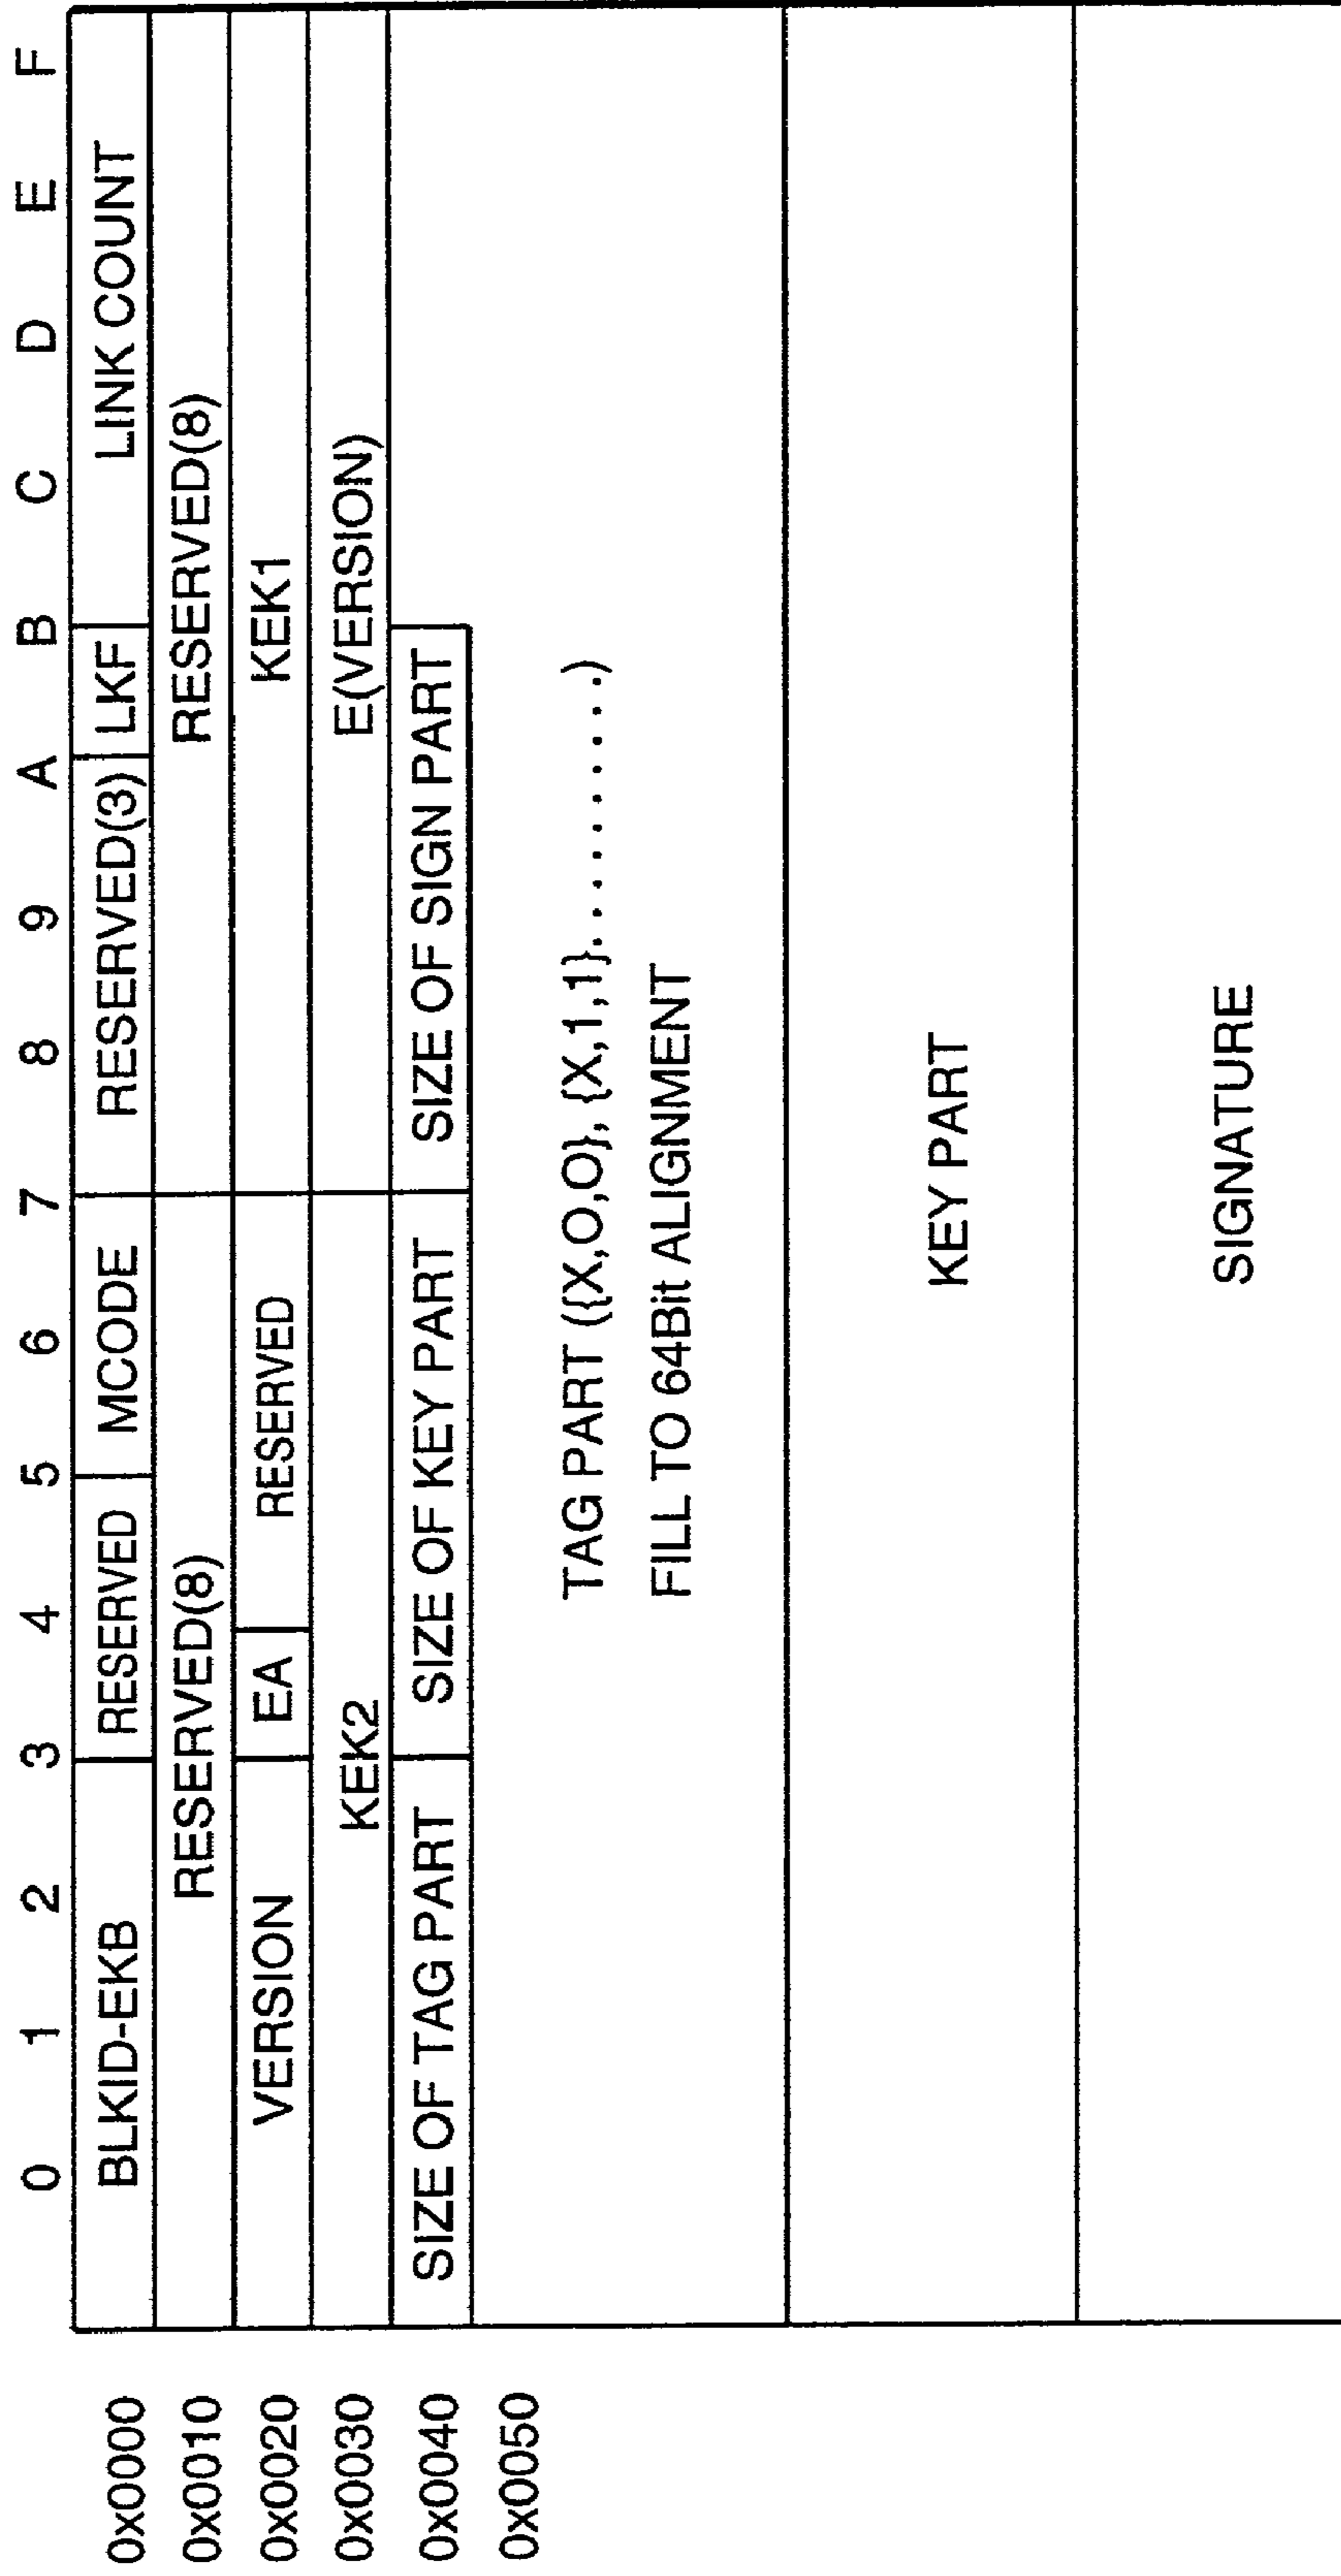 0 1 2 3 4 5 6 7 8 9 A B C D E F
0x0000 BLKID-EKB RESERVED MCODE RESERVED(3) LKF LINK COUNT
0x0010 RESERVED(8) RESERVED(8)
0x0020 VERSION EA RESERVED KEK1
0x0030 KEK2 E(VERSION)
0x0040 SIZE OF TAG PART SIZE OF KEY PART SIZE OF SIGN PART
0x0050
TAG PART ({X,O,O}, {X,1,1}.........)
FILL TO 64Bit ALIGNMENT
KEY PART
SIGNATURE